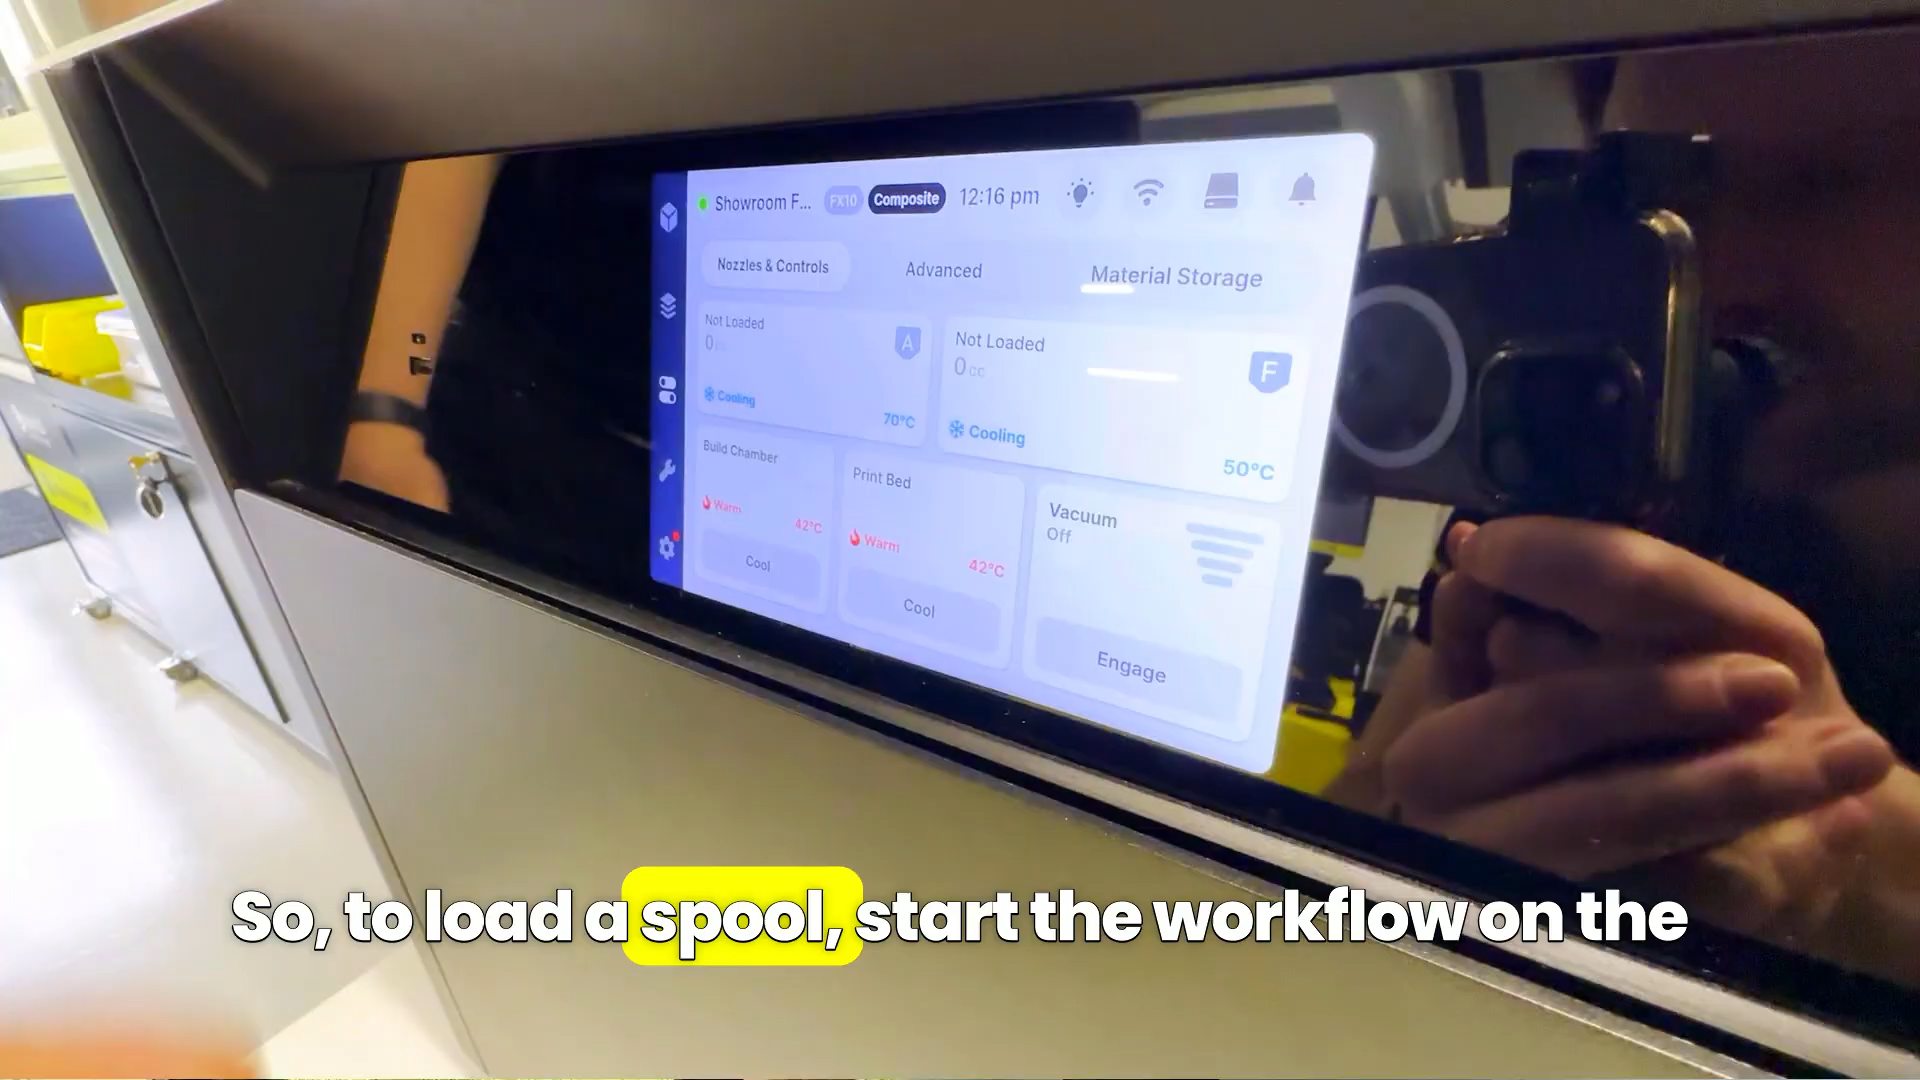 Showroom F... FX10 Composite 12:16 pm
Nozzles & Controls Advanced Material Storage
Not Loaded
0cc
A
Cooling
70°C
Not Loaded
0cc
F
Cooling
50°C
Build Chamber
Warm
42°C
Cool
Print Bed
Warm
42°C
Cool
Vacuum
Off
Engage
So, to load a spool, start the workflow on the